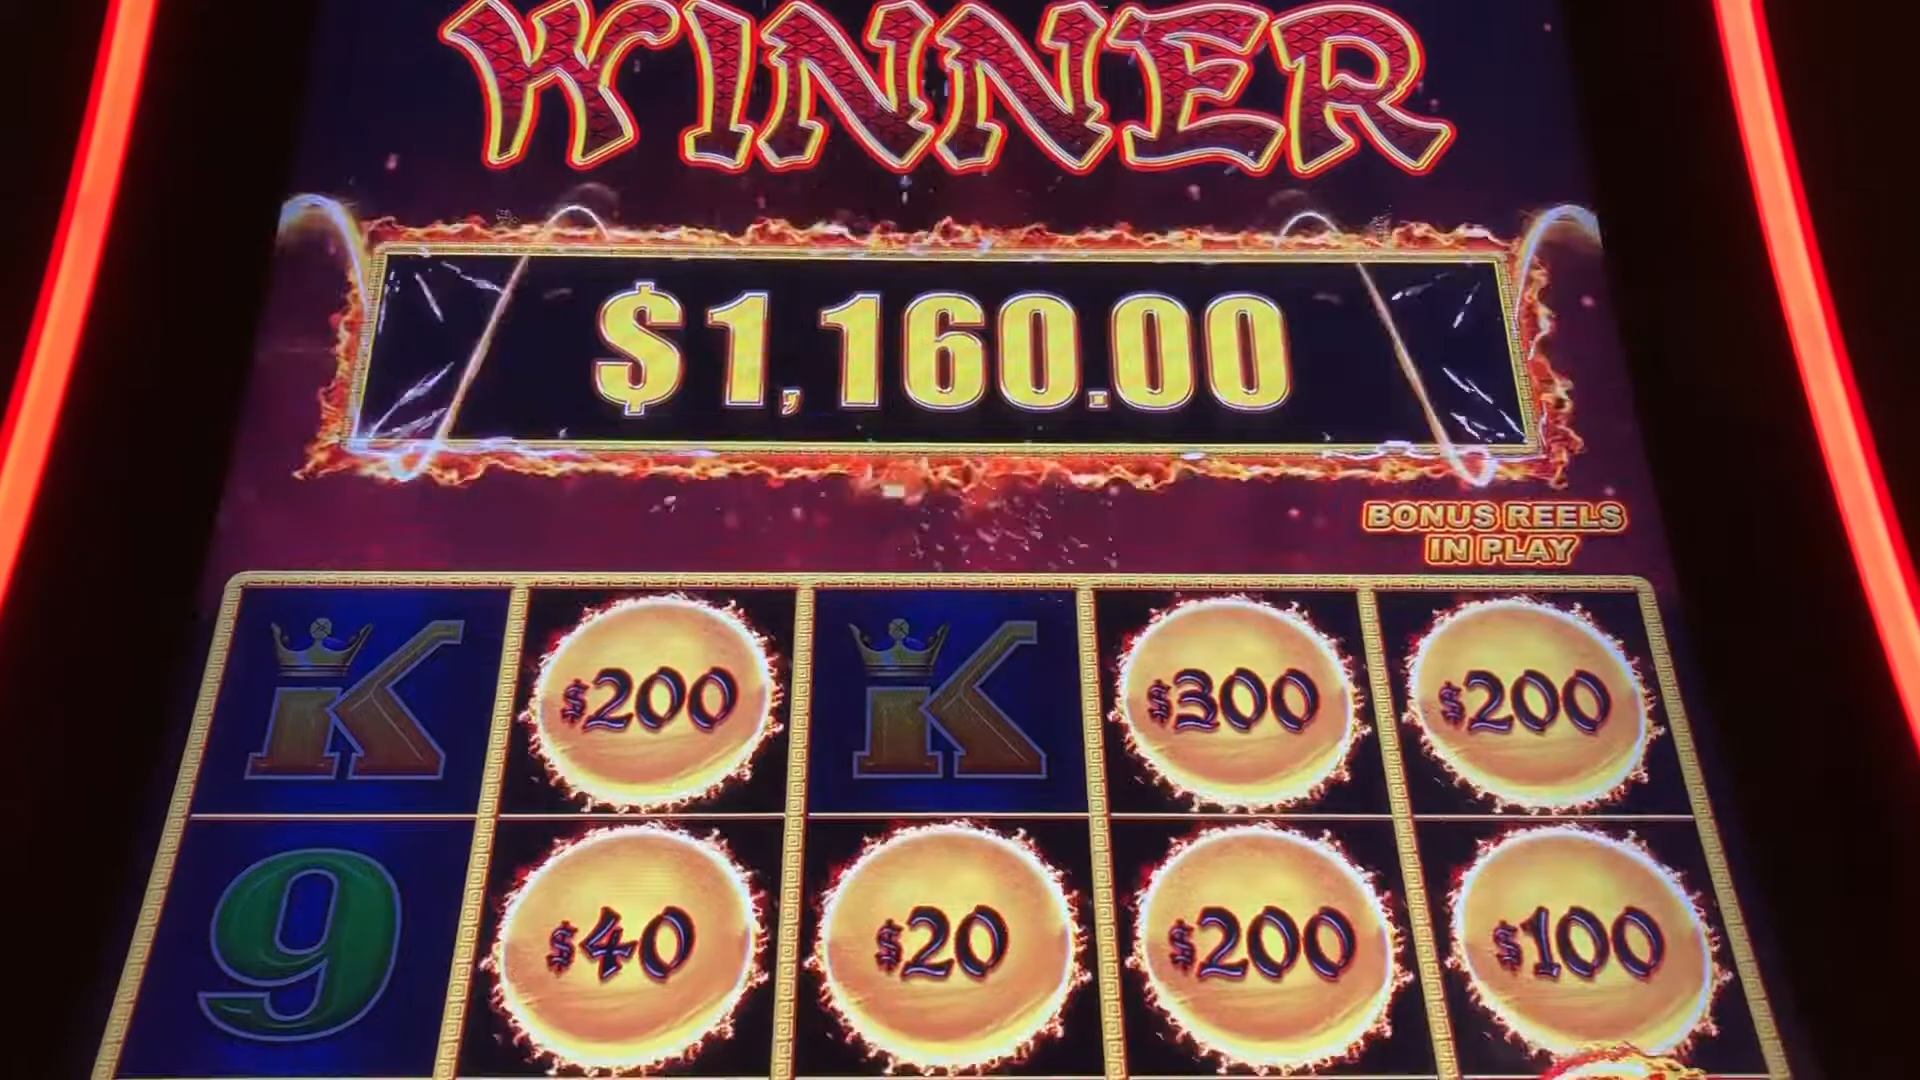 WINNER
$1,160.00
BONUS REELS
IN PLAY
K $200 K $300 $200
9 $40 $20 $200 $100